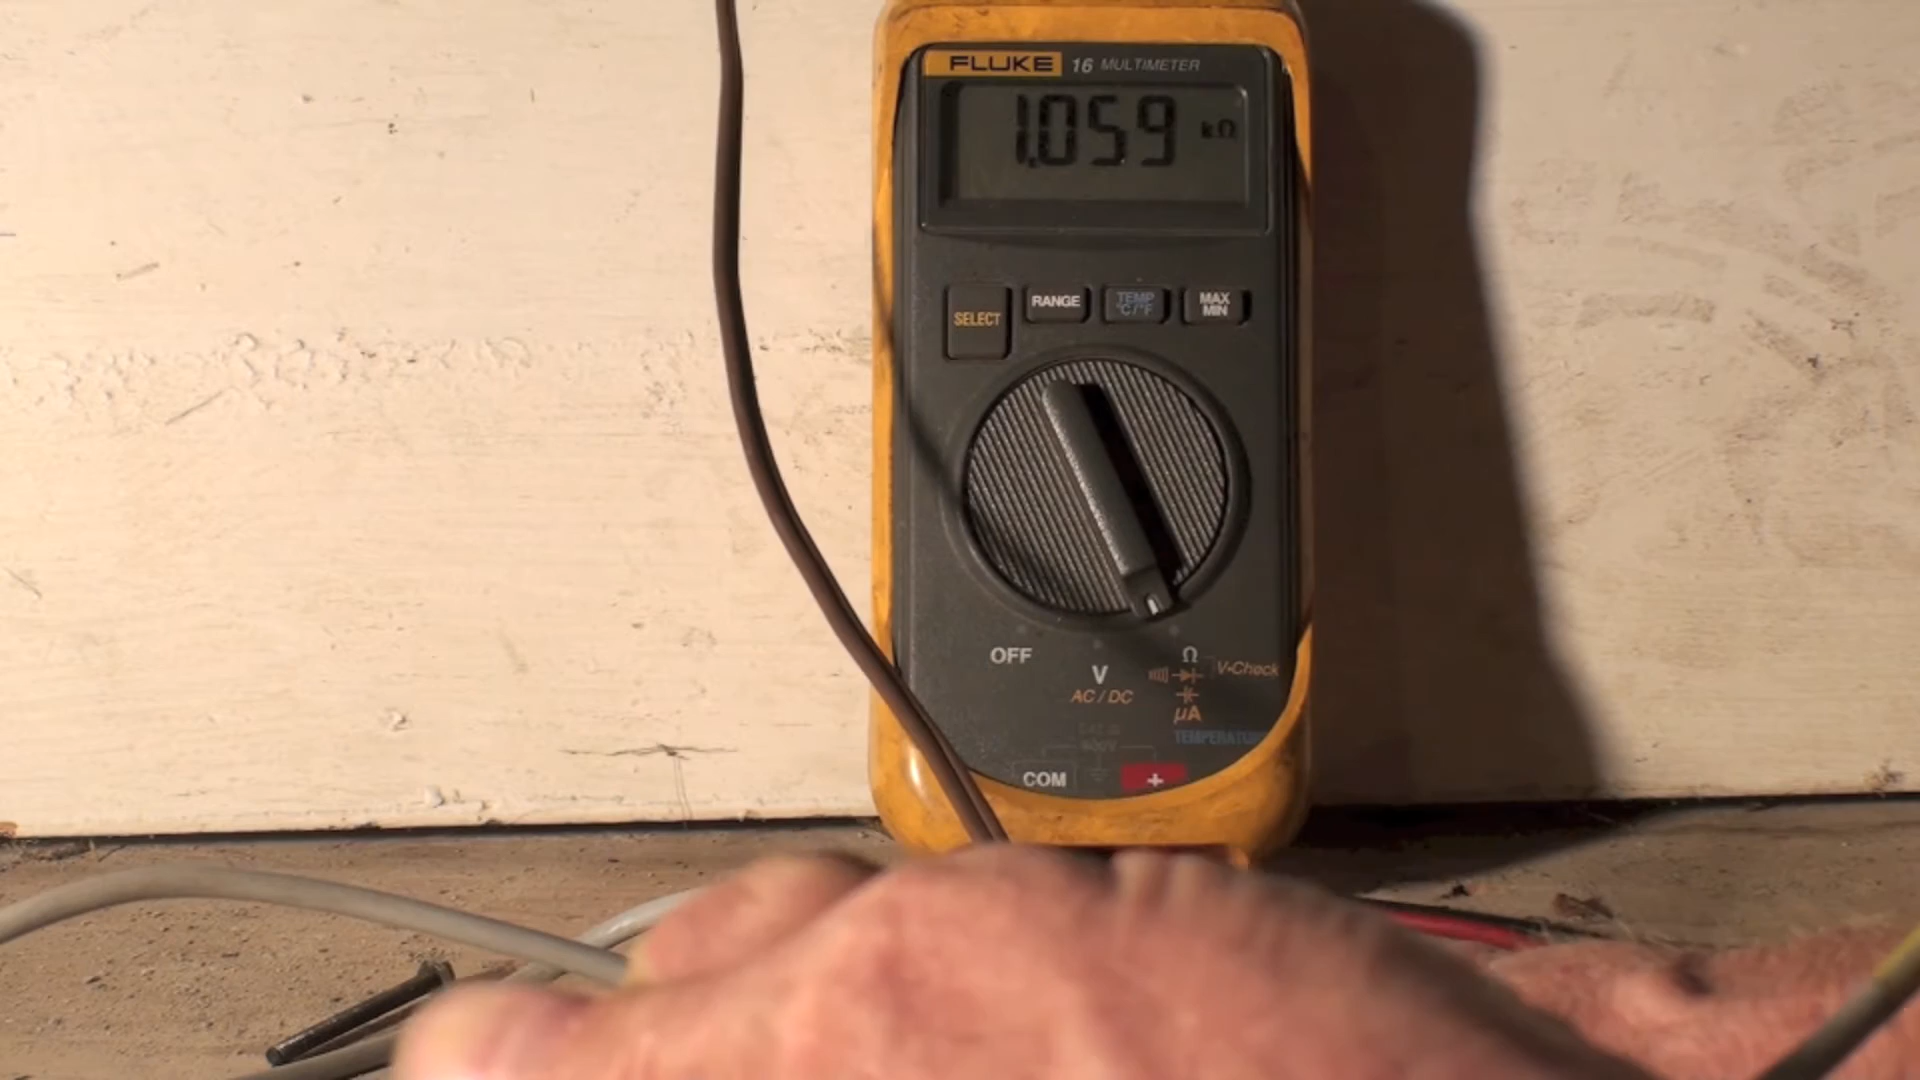 FLUKE 16 MULTIMETER
1.059 kΩ
SELECT RANGE TEMP °C/°F MAX MIN
OFF
V
AC/DC
Ω
V-Check
µA
TEMPERATURE
COM
+